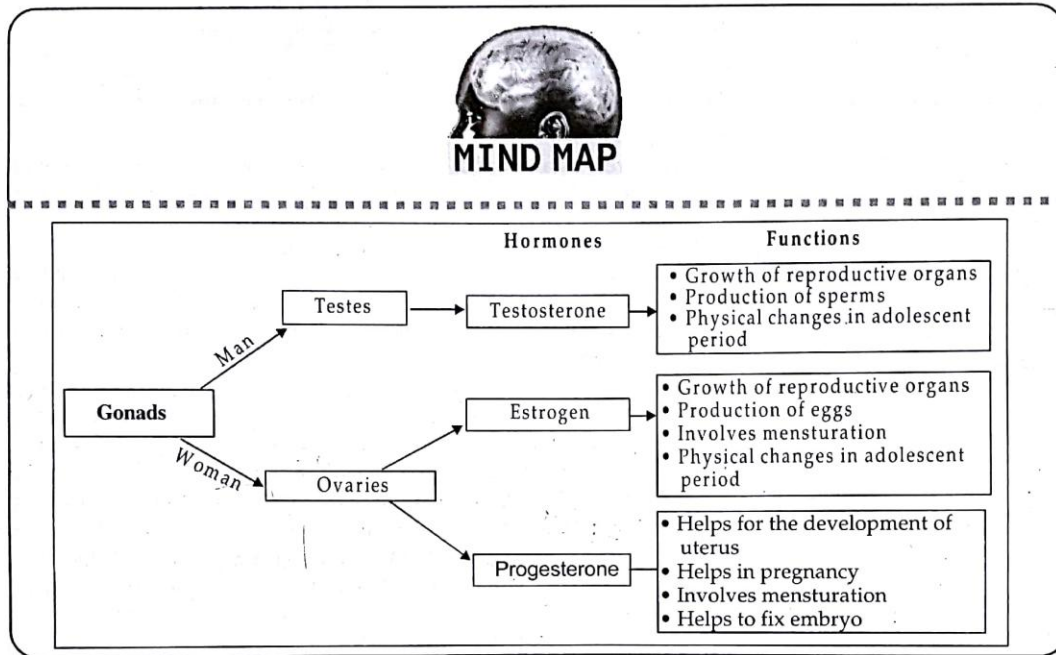 MIND MAP
Hormones
Functions
Gonads
Man
Woman
Testes
Testosterone
• Growth of reproductive organs
• Production of sperms
• Physical changes in adolescent
period
Ovaries
Estrogen
• Growth of reproductive organs
• Production of eggs
• Involves mensturation
• Physical changes in adolescent
period
Progesterone
• Helps for the development of
uterus
• Helps in pregnancy
• Involves mensturation
• Helps to fix embryo